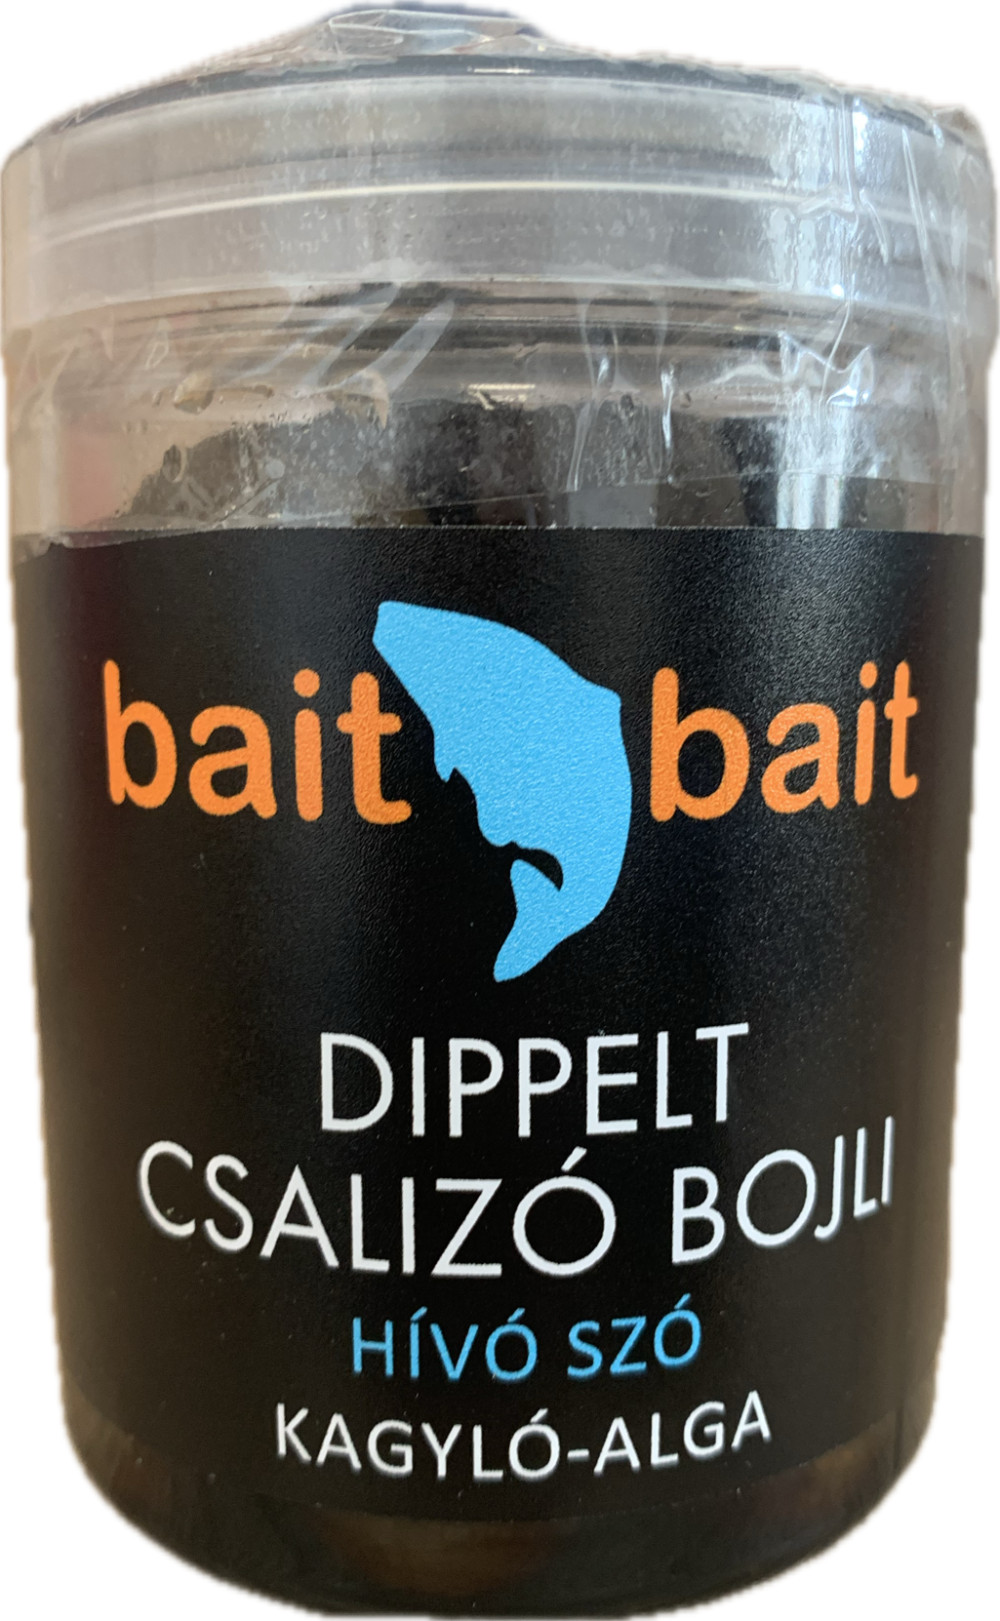 bait bait
DIPPELT
CSALIZÓ BOJLI
HÍVÓ SZÓ
KAGYLÓ-ALGA